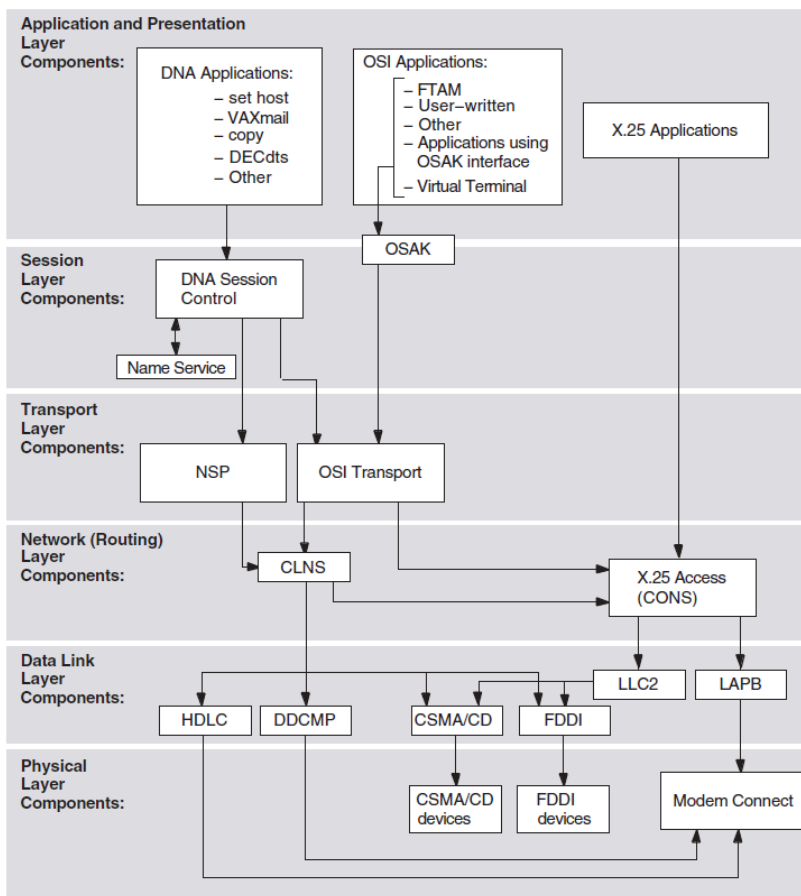 Application and Presentation
Layer
Components:
DNA Applications:
– set host
– VAXmail
– copy
– DECdts
– Other
OSI Applications:
– FTAM
– User–written
– Other
– Applications using
OSAK interface
– Virtual Terminal
X.25 Applications
OSAK
Session
Layer
Components:
DNA Session
Control
Name Service
Transport
Layer
Components:
NSP
OSI Transport
Network (Routing)
Layer
Components:
CLNS
X.25 Access
(CONS)
Data Link
Layer
Components:
LLC2
LAPB
HDLC
DDCMP
CSMA/CD
FDDI
Physical
Layer
Components:
CSMA/CD
devices
FDDI
devices
Modem Connect